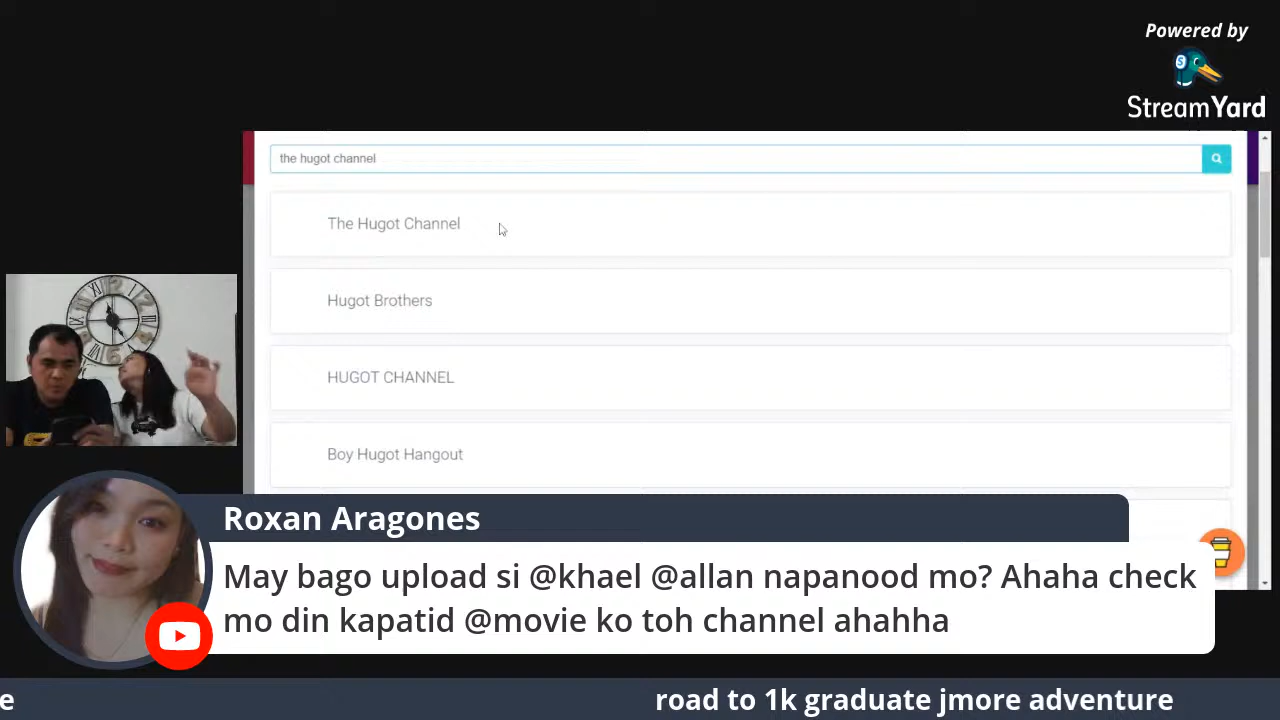 Powered by
StreamYard
the hugot channel
The Hugot Channel
Hugot Brothers
HUGOT CHANNEL
Boy Hugot Hangout
Roxan Aragones
May bago upload si @khael @allan napanood mo? Ahaha check
mo din kapatid @movie ko toh channel ahahha
e
road to 1k graduate jmore adventure